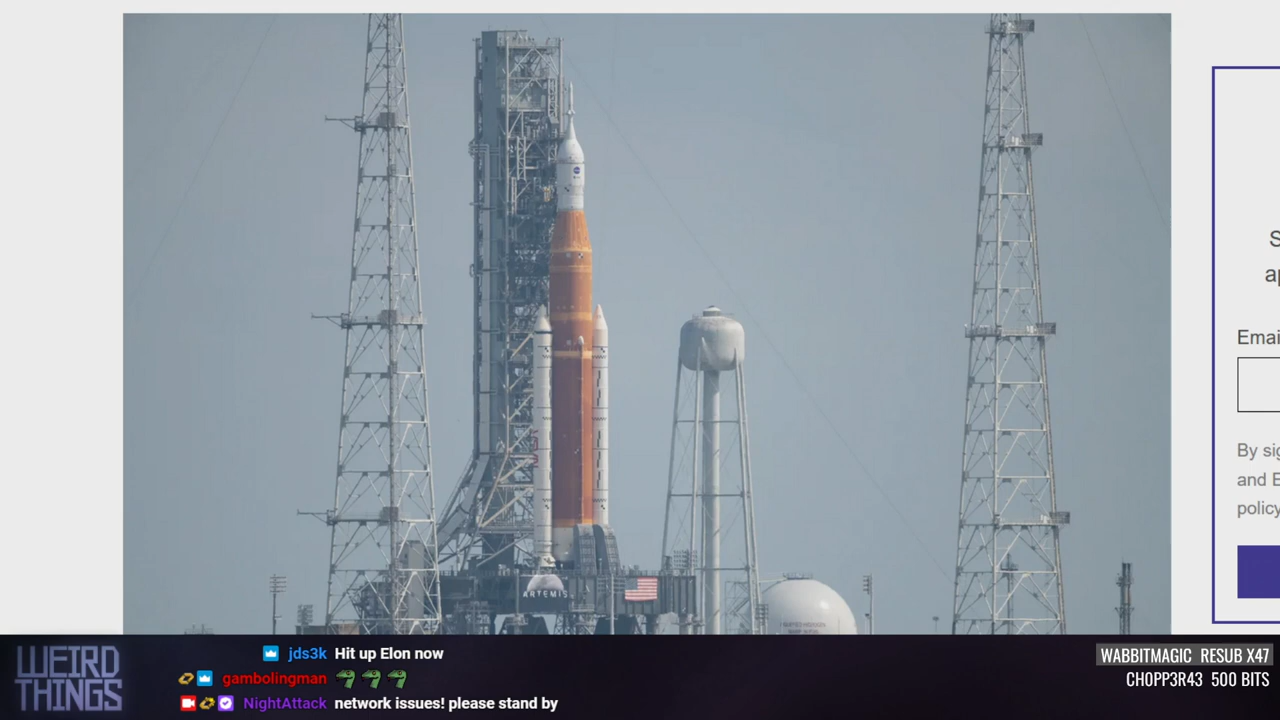 S
ap
Emai
By sig
and E
policy
ARTEMIS
WEIRD
THINGS
jds3k Hit up Elon now
gambolingman
NightAttack network issues! please stand by
WABBITMAGIC RESUB X47
CHOPP3R43 500 BITS